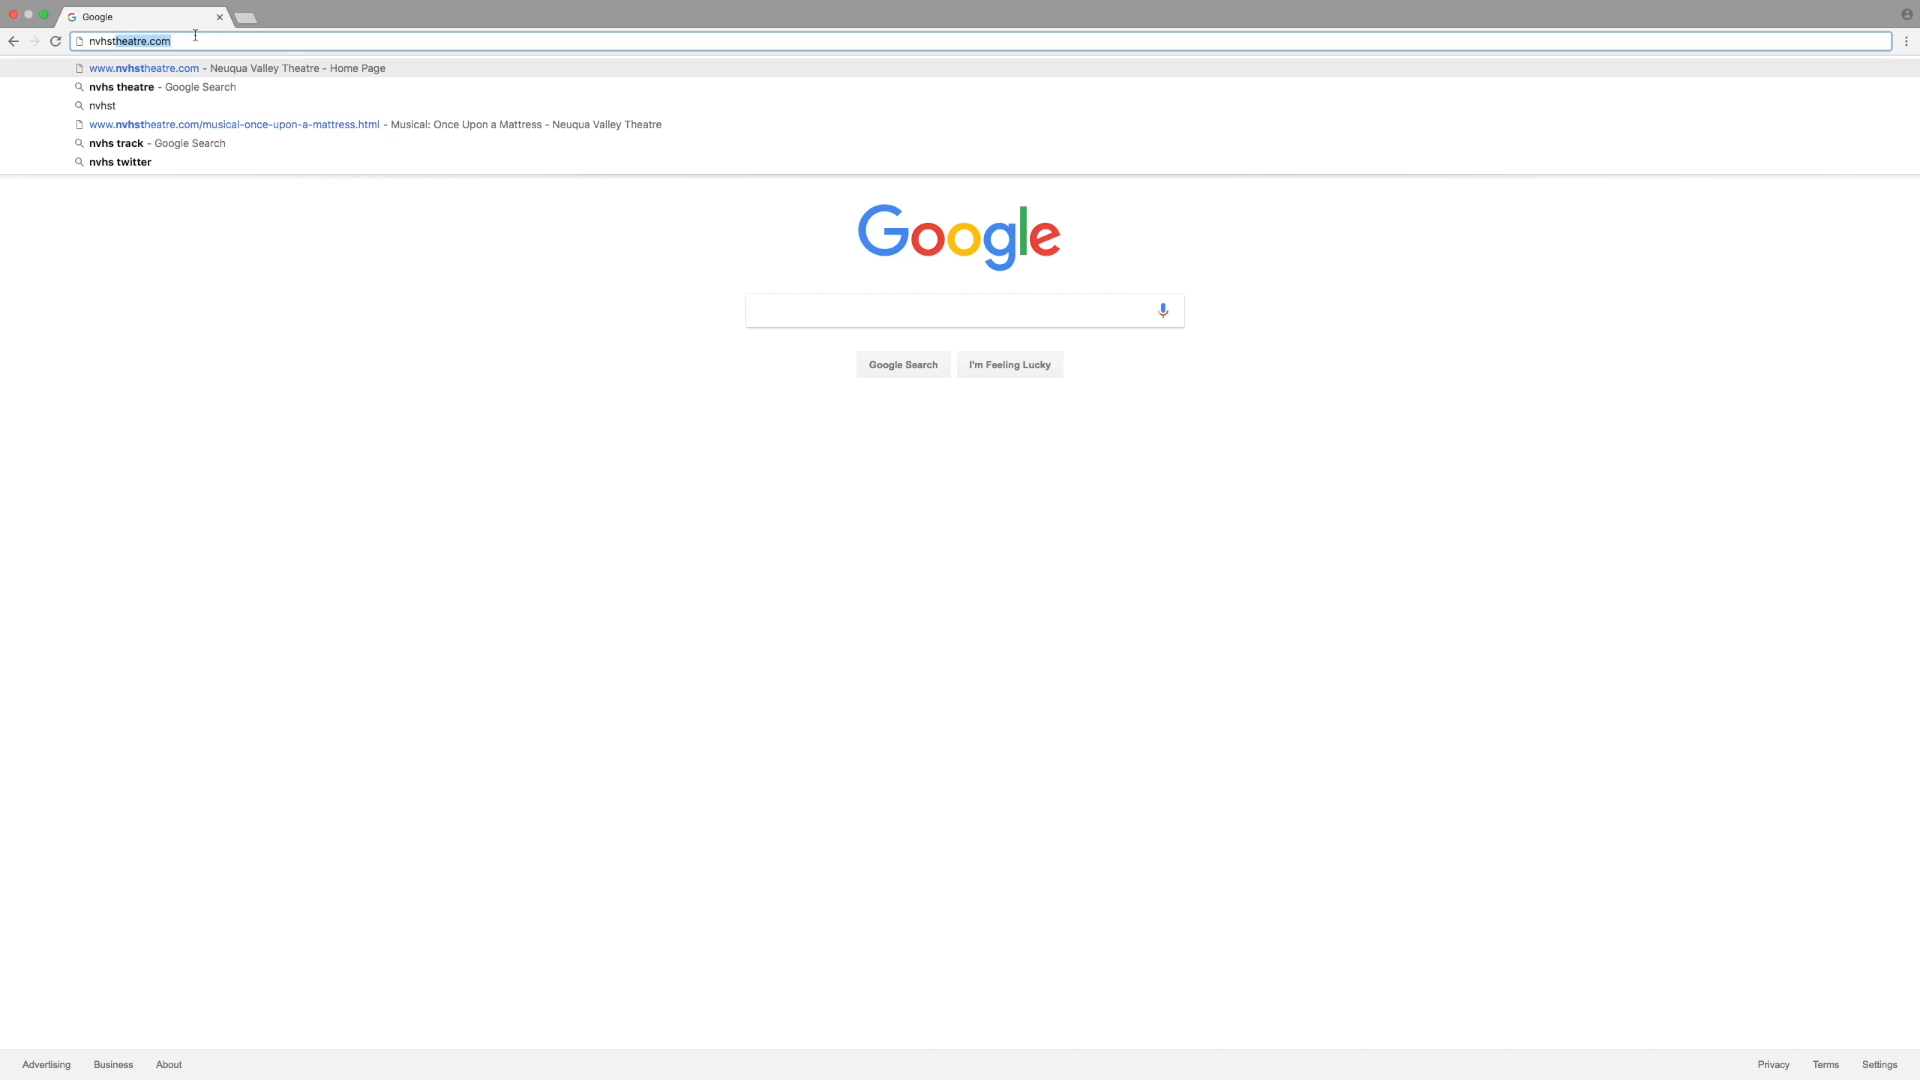 Google
nvhstheatre.com
www.nvhstheatre.com - Neuqua Valley Theatre - Home Page
nvhs theatre - Google Search
nvhst
www.nvhstheatre.com/musical-once-upon-a-mattress.html - Musical: Once Upon a Mattress - Neuqua Valley Theatre
nvhs track - Google Search
nvhs twitter
Google
Google Search I'm Feeling Lucky
Advertising Business About Privacy Terms Settings